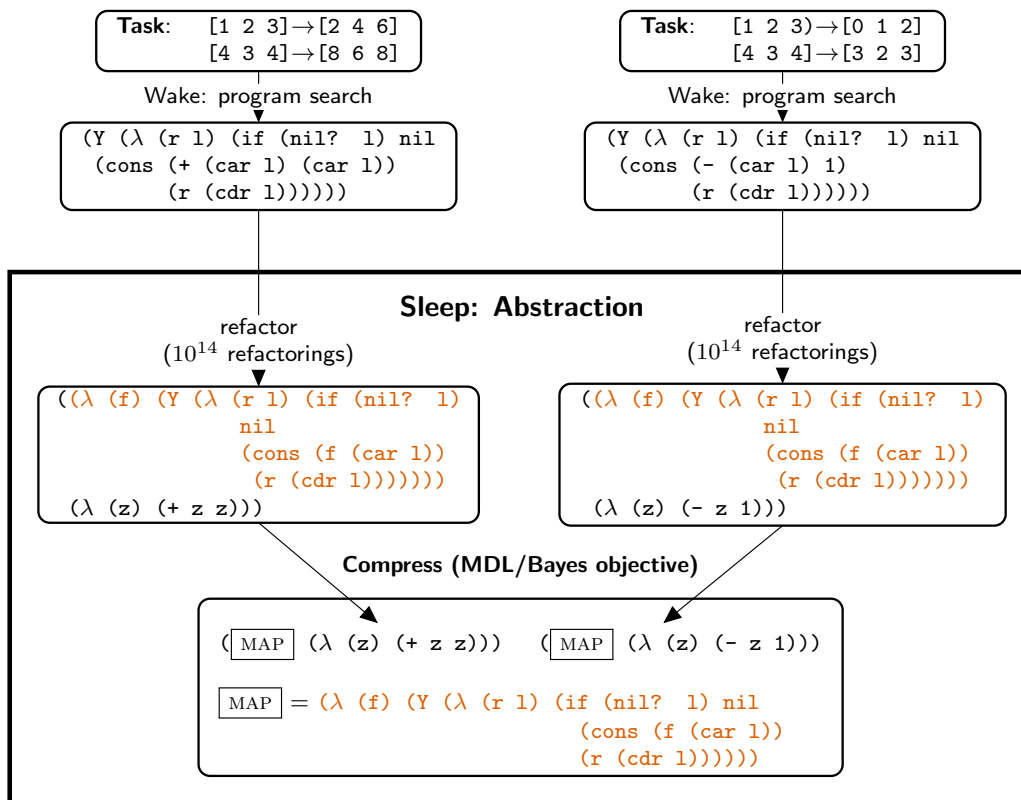 Task: [1 2 3]→[2 4 6]
[4 3 4]→[8 6 8]
Wake: program search
(Y (λ (r l) (if (nil? l) nil
(cons (+ (car l) (car l))
(r (cdr l))))))
Task: [1 2 3)→[0 1 2]
[4 3 4]→[3 2 3]
Wake: program search
(Y (λ (r l) (if (nil? l) nil
(cons (- (car l) 1)
(r (cdr l))))))
Sleep: Abstraction
refactor
(10¹⁴ refactorings)
((λ (f) (Y (λ (r l) (if (nil? l)
nil
(cons (f (car l))
(r (cdr l)))))))
(λ (z) (+ z z)))
refactor
(10¹⁴ refactorings)
((λ (f) (Y (λ (r l) (if (nil? l)
nil
(cons (f (car l))
(r (cdr l)))))))
(λ (z) (- z 1)))
Compress (MDL/Bayes objective)
(MAP (λ (z) (+ z z))) (MAP (λ (z) (- z 1)))
MAP = (λ (f) (Y (λ (r l) (if (nil? l) nil
(cons (f (car l))
(r (cdr l))))))